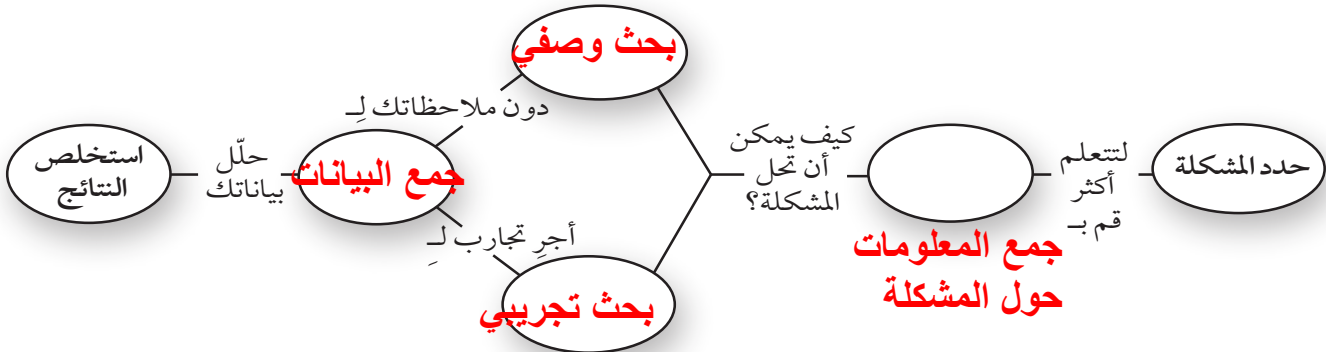 حدد المشكلة
لتتعلم
أكثر
قم بـ
جمع المعلومات
حول المشكلة
كيف يمكن
أن تحل
المشكلة؟
بحث وصفي
دون ملاحظاتك لِـ
بحث تجريبي
أجرِ تجارب لـِ
جمع البيانات
حلّل
بياناتك
استخلص
النتائج